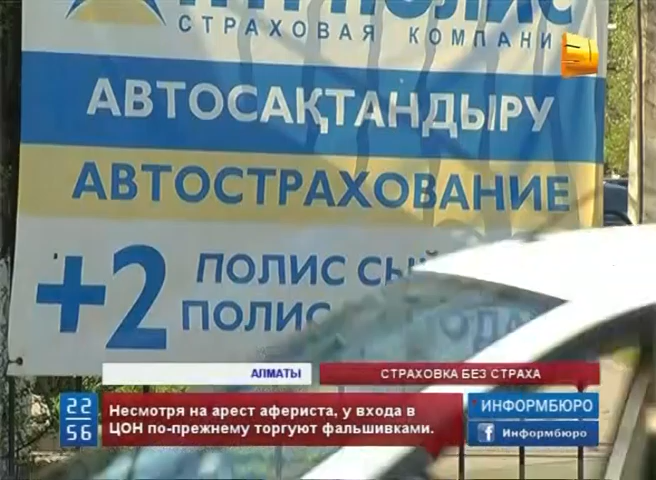 СТРАХОВАЯ КОМПАНИ
АВТОСАҚТАНДЫРУ
АВТОСТРАХОВАНИЕ
+2
ПОЛИС
ПОЛИС
АЛМАТЫ
СТРАХОВКА БЕЗ СТРАХА
22
56
Несмотря на арест афериста, у входа в
ЦОН по-прежнему торгуют фальшивками.
ИНФОРМБЮРО
f Информбюро